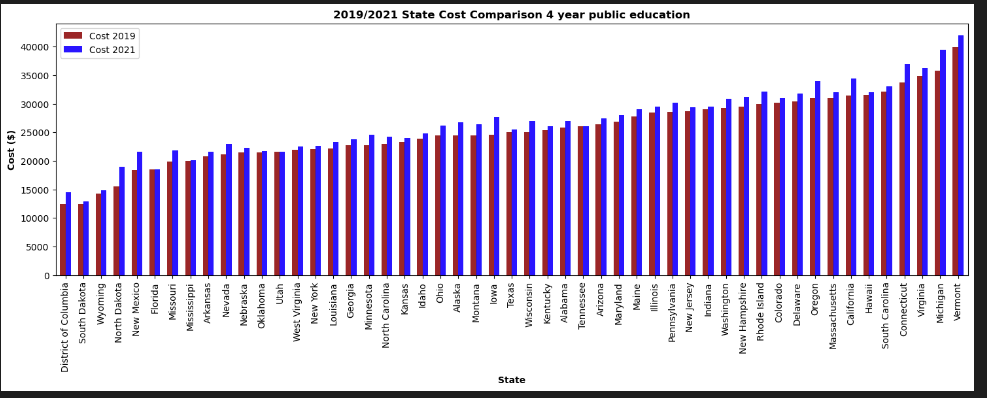 2019/2021 State Cost Comparison 4 year public education
Cost 2019
Cost 2021
Cost ($)
40000
35000
30000
25000
20000
15000
10000
5000
0
District of Columbia
South Dakota
Wyoming
North Dakota
New Mexico
Florida
Missouri
Mississippi
Arkansas
Nevada
Nebraska
Oklahoma
Utah
West Virginia
New York
Louisiana
Georgia
Minnesota
North Carolina
Kansas
Idaho
Ohio
Alaska
Montana
Iowa
Texas
Wisconsin
Kentucky
Alabama
Tennessee
Arizona
Maryland
Maine
Illinois
Pennsylvania
New Jersey
Indiana
Washington
New Hampshire
Rhode Island
Colorado
Delaware
Oregon
Massachusetts
California
Hawaii
South Carolina
Connecticut
Virginia
Michigan
Vermont
State